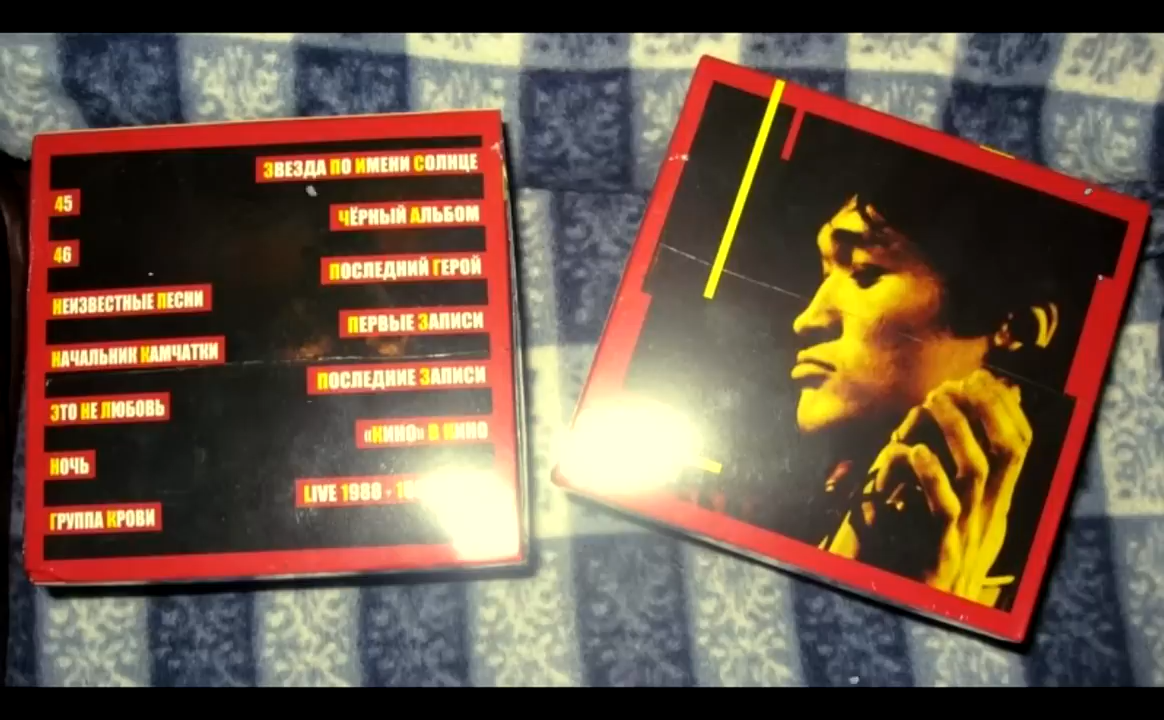 ЗВЕЗДА ПО ИМЕНИ СОЛНЦЕ
45
ЧЁРНЫЙ АЛЬБОМ
46
ПОСЛЕДНИЙ ГЕРОЙ
НЕИЗВЕСТНЫЕ ПЕСНИ
ПЕРВЫЕ ЗАПИСИ
НАЧАЛЬНИК КАМЧАТКИ
ПОСЛЕДНИЕ ЗАПИСИ
ЭТО НЕ ЛЮБОВЬ
«КИНО» В КИНО
НОЧЬ
LIVE 1988 -
ГРУППА КРОВИ